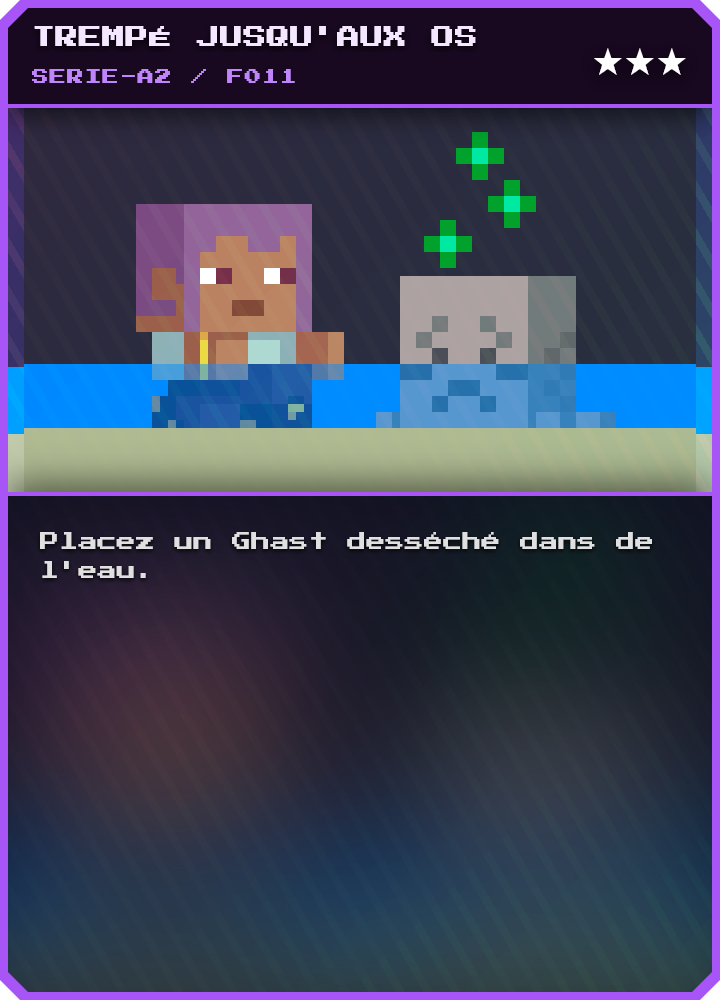 TREMPÉ JUSQU'AUX OS
SERIE-A2 / F011
★★★
Placez un Ghast desséché dans de
l'eau.